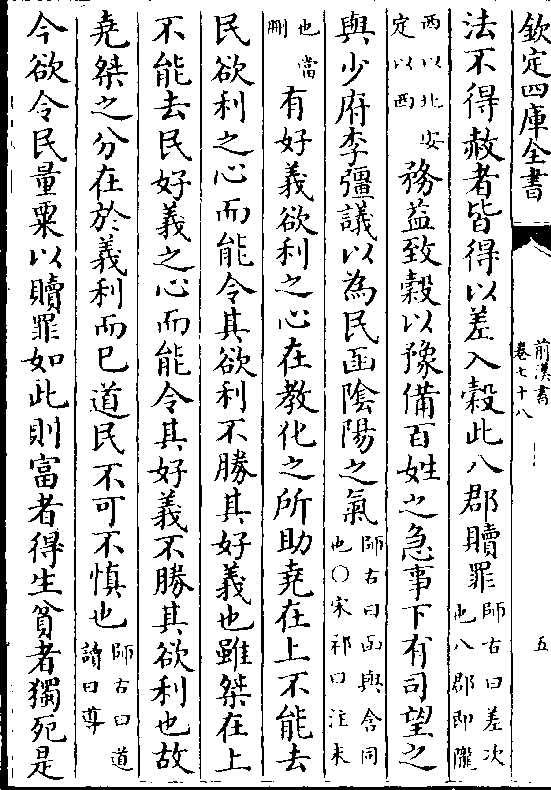 欽定四庫全書
前漢書
卷七十八
五
法不得赦者皆得以差入穀此八郡贖罪師古曰差次也八郡即隴
西以北安定以西務益致穀以豫備百姓之急事下有司望之
與少府李彊議以為民函陰陽之氣師古曰函與含同也○宋祁曰注末
也當刪有好義欲利之心在教化之所助堯在上不能去
民欲利之心而能令其欲利不勝其好義也雖桀在上
不能去民好義之心而能令其好義不勝其欲利也故
堯桀之分在於義利而已道民不可不慎也師古曰道讀曰導
今欲令民量粟以贖罪如此則富者得生貧者獨死是